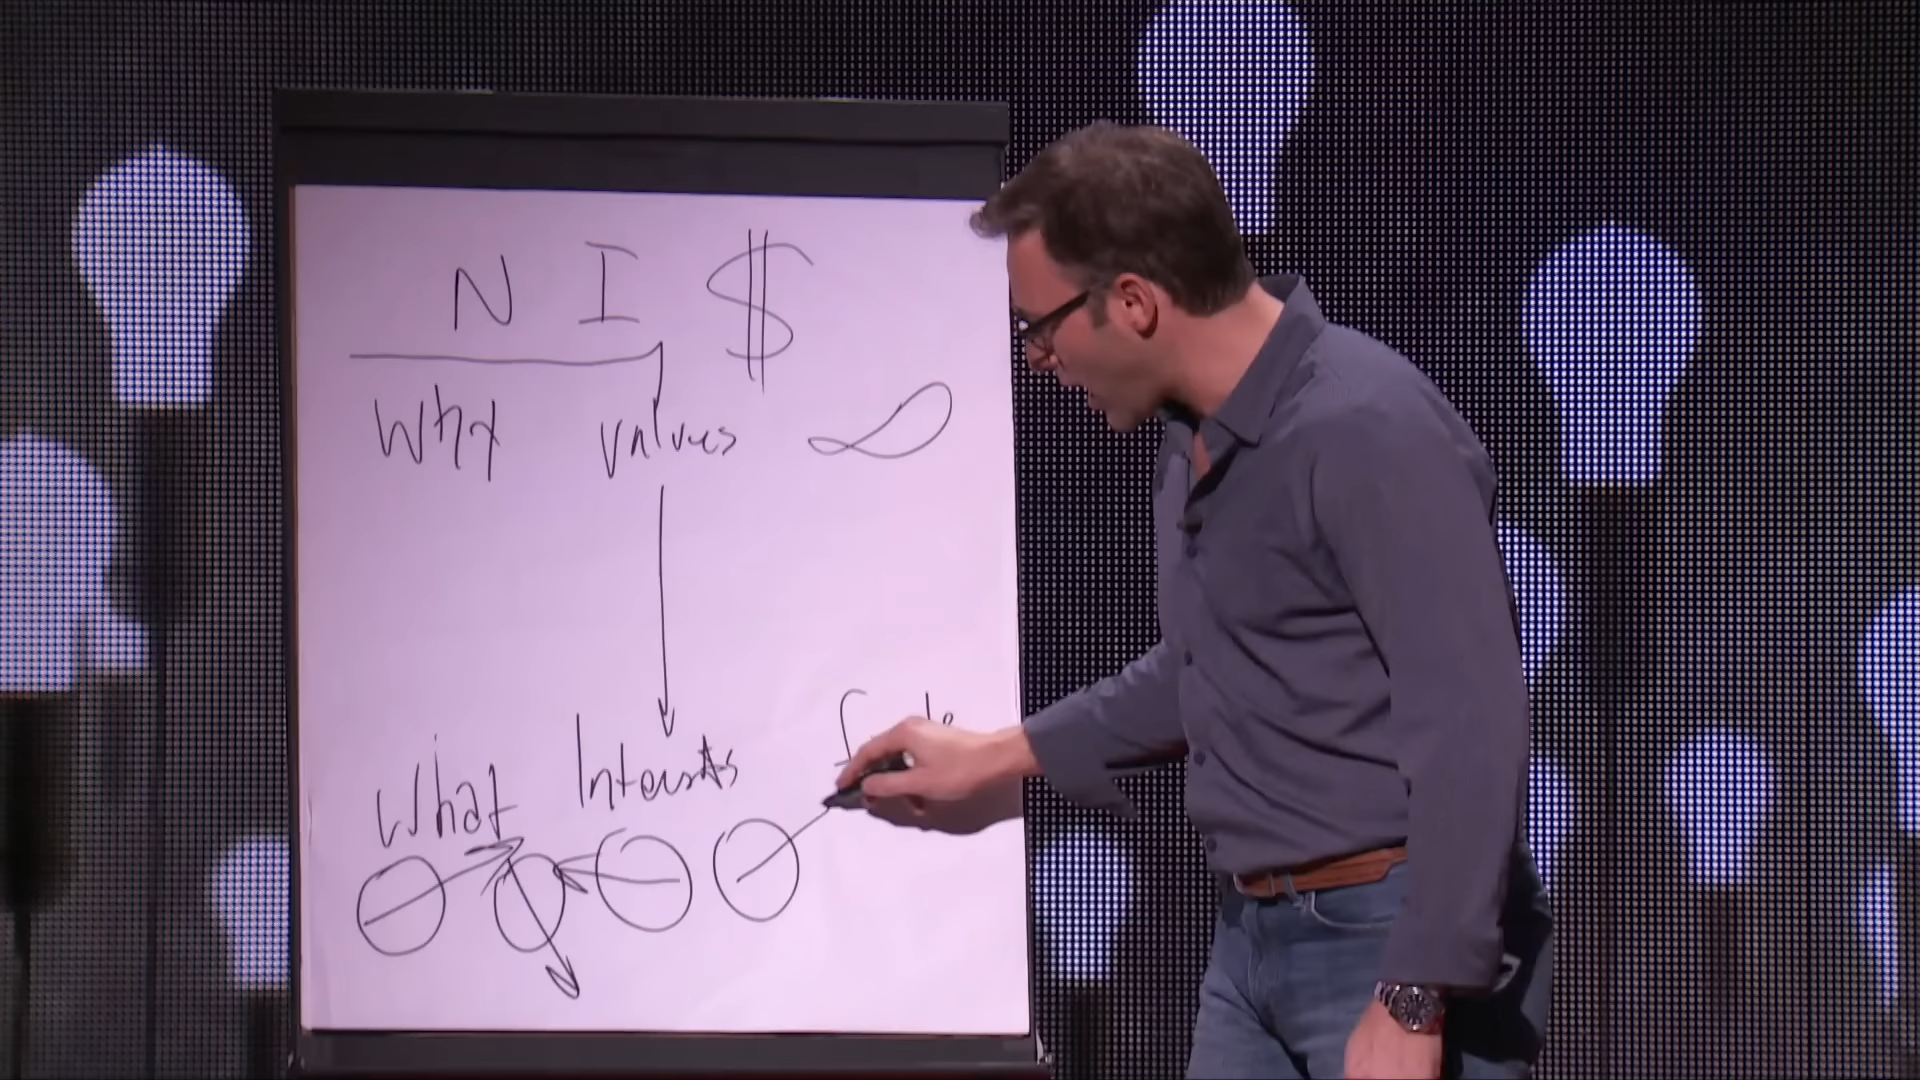 N I $
Why values ∞
What Interests